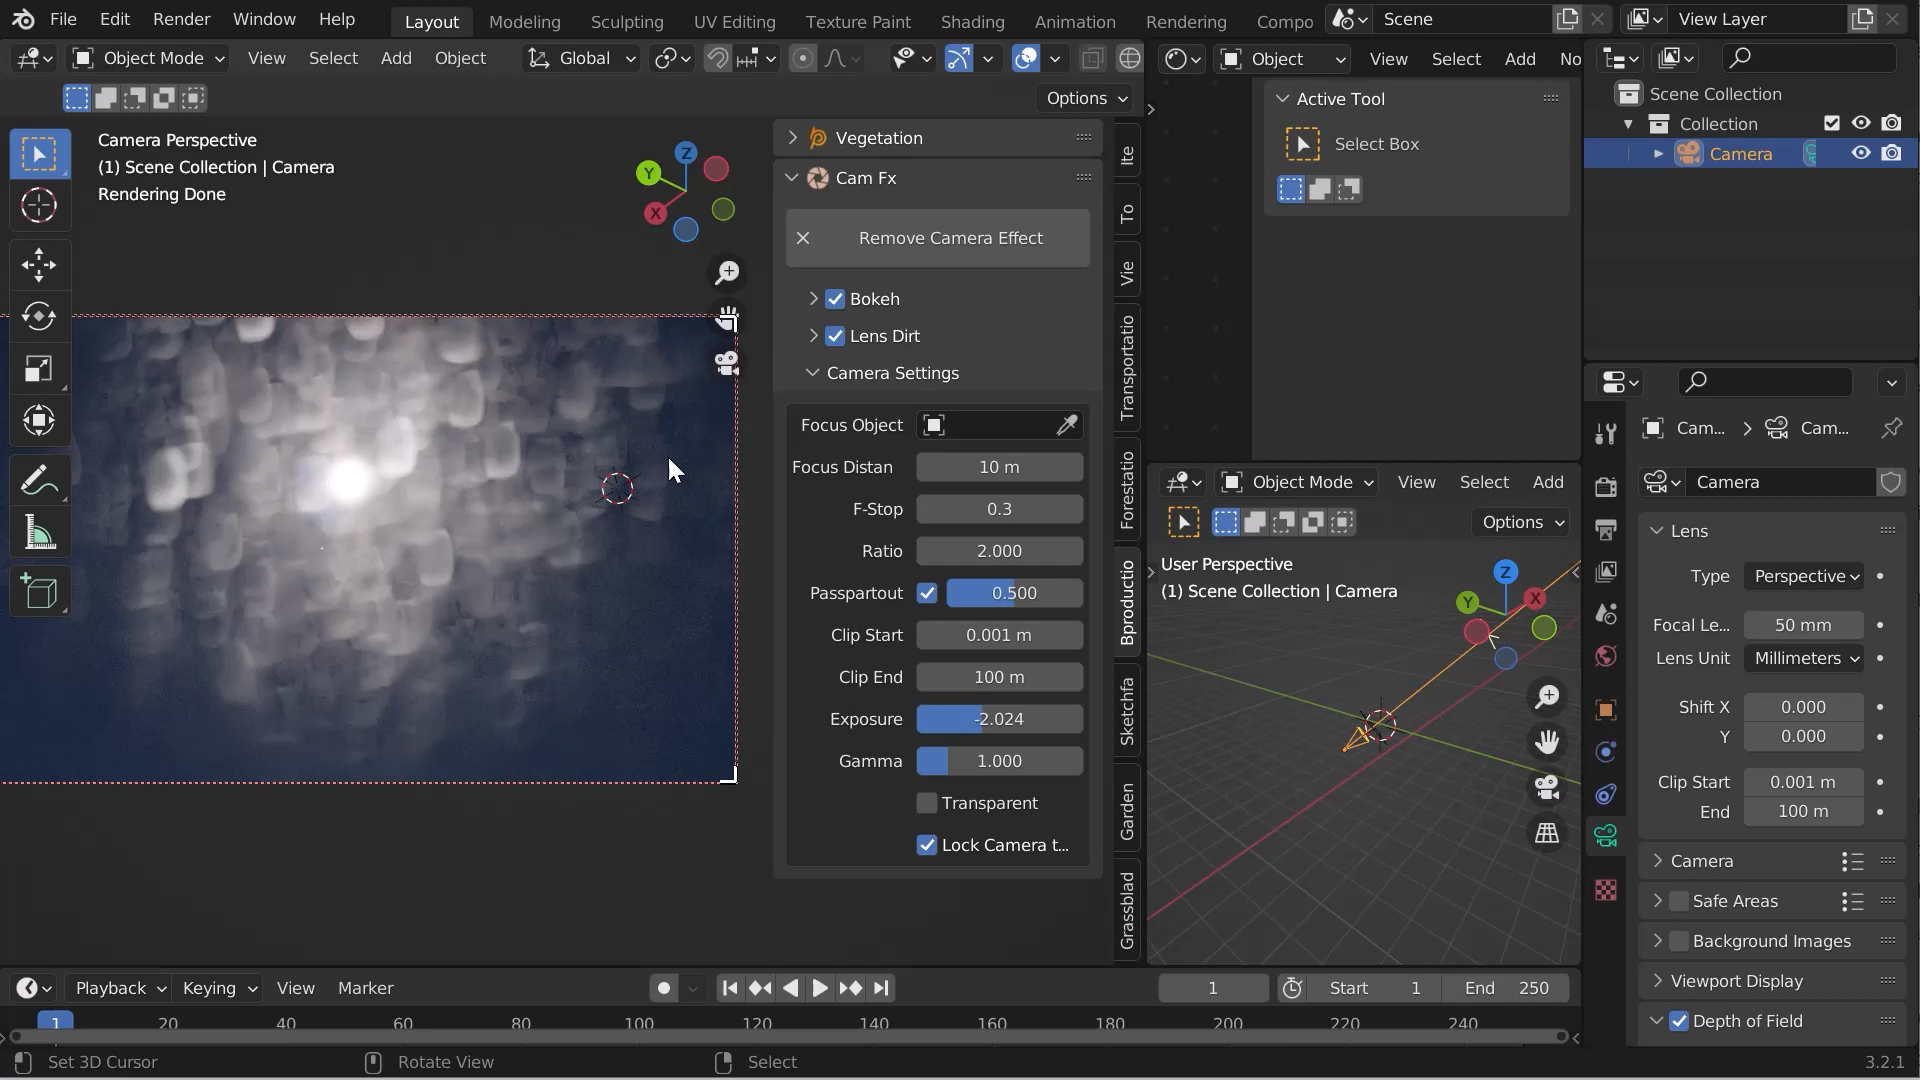 File Edit Render Window Help Layout Modeling Sculpting UV Editing Texture Paint Shading Animation Rendering Compo Scene View Layer
Object Mode View Select Add Object Global
Object View Select Add No
Options
Camera Perspective
(1) Scene Collection | Camera
Rendering Done
Z
Y
X
Vegetation
Cam Fx
Remove Camera Effect
Bokeh
Lens Dirt
Camera Settings
Focus Object
Focus Distan 10 m
F-Stop 0.3
Ratio 2.000
Passpartout 0.500
Clip Start 0.001 m
Clip End 100 m
Exposure -2.024
Gamma 1.000
Transparent
Lock Camera t...
Ite
To
Vie
Transportatio
Forestatio
Bproductio
Sketchfa
Garden
Grassblad
Active Tool
Select Box
Object Mode View Select Add
Options
User Perspective
(1) Scene Collection | Camera
Z
Y
X
Scene Collection
Collection
Camera
Cam... Cam...
Camera
Lens
Type Perspective
Focal Le... 50 mm
Lens Unit Millimeters
Shift X 0.000
Y 0.000
Clip Start 0.001 m
End 100 m
Camera
Safe Areas
Background Images
Viewport Display
Depth of Field
Playback Keying View Marker
1 Start 1 End 250
1 20 40 60 80 100 120 140 160 180 200 220 240
Set 3D Cursor Rotate View Select 3.2.1